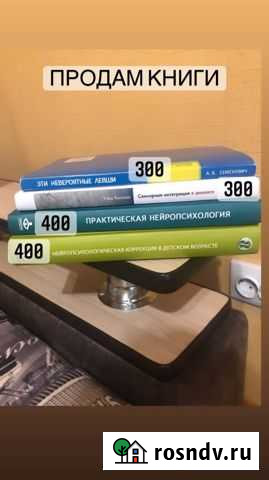 ПРОДАМ КНИГИ
300
ЭТИ НЕВЕРОЯТНЫЕ ЛЕВШИ
А. В. СЕМЕНОВИЧ
300
Сенсорная интеграция в диалоге
400
ПРАКТИЧЕСКАЯ НЕЙРОПСИХОЛОГИЯ
400
НЕЙРОПСИХОЛОГИЧЕСКАЯ КОРРЕКЦИЯ В ДЕТСКОМ ВОЗРАСТЕ
rosndv.ru